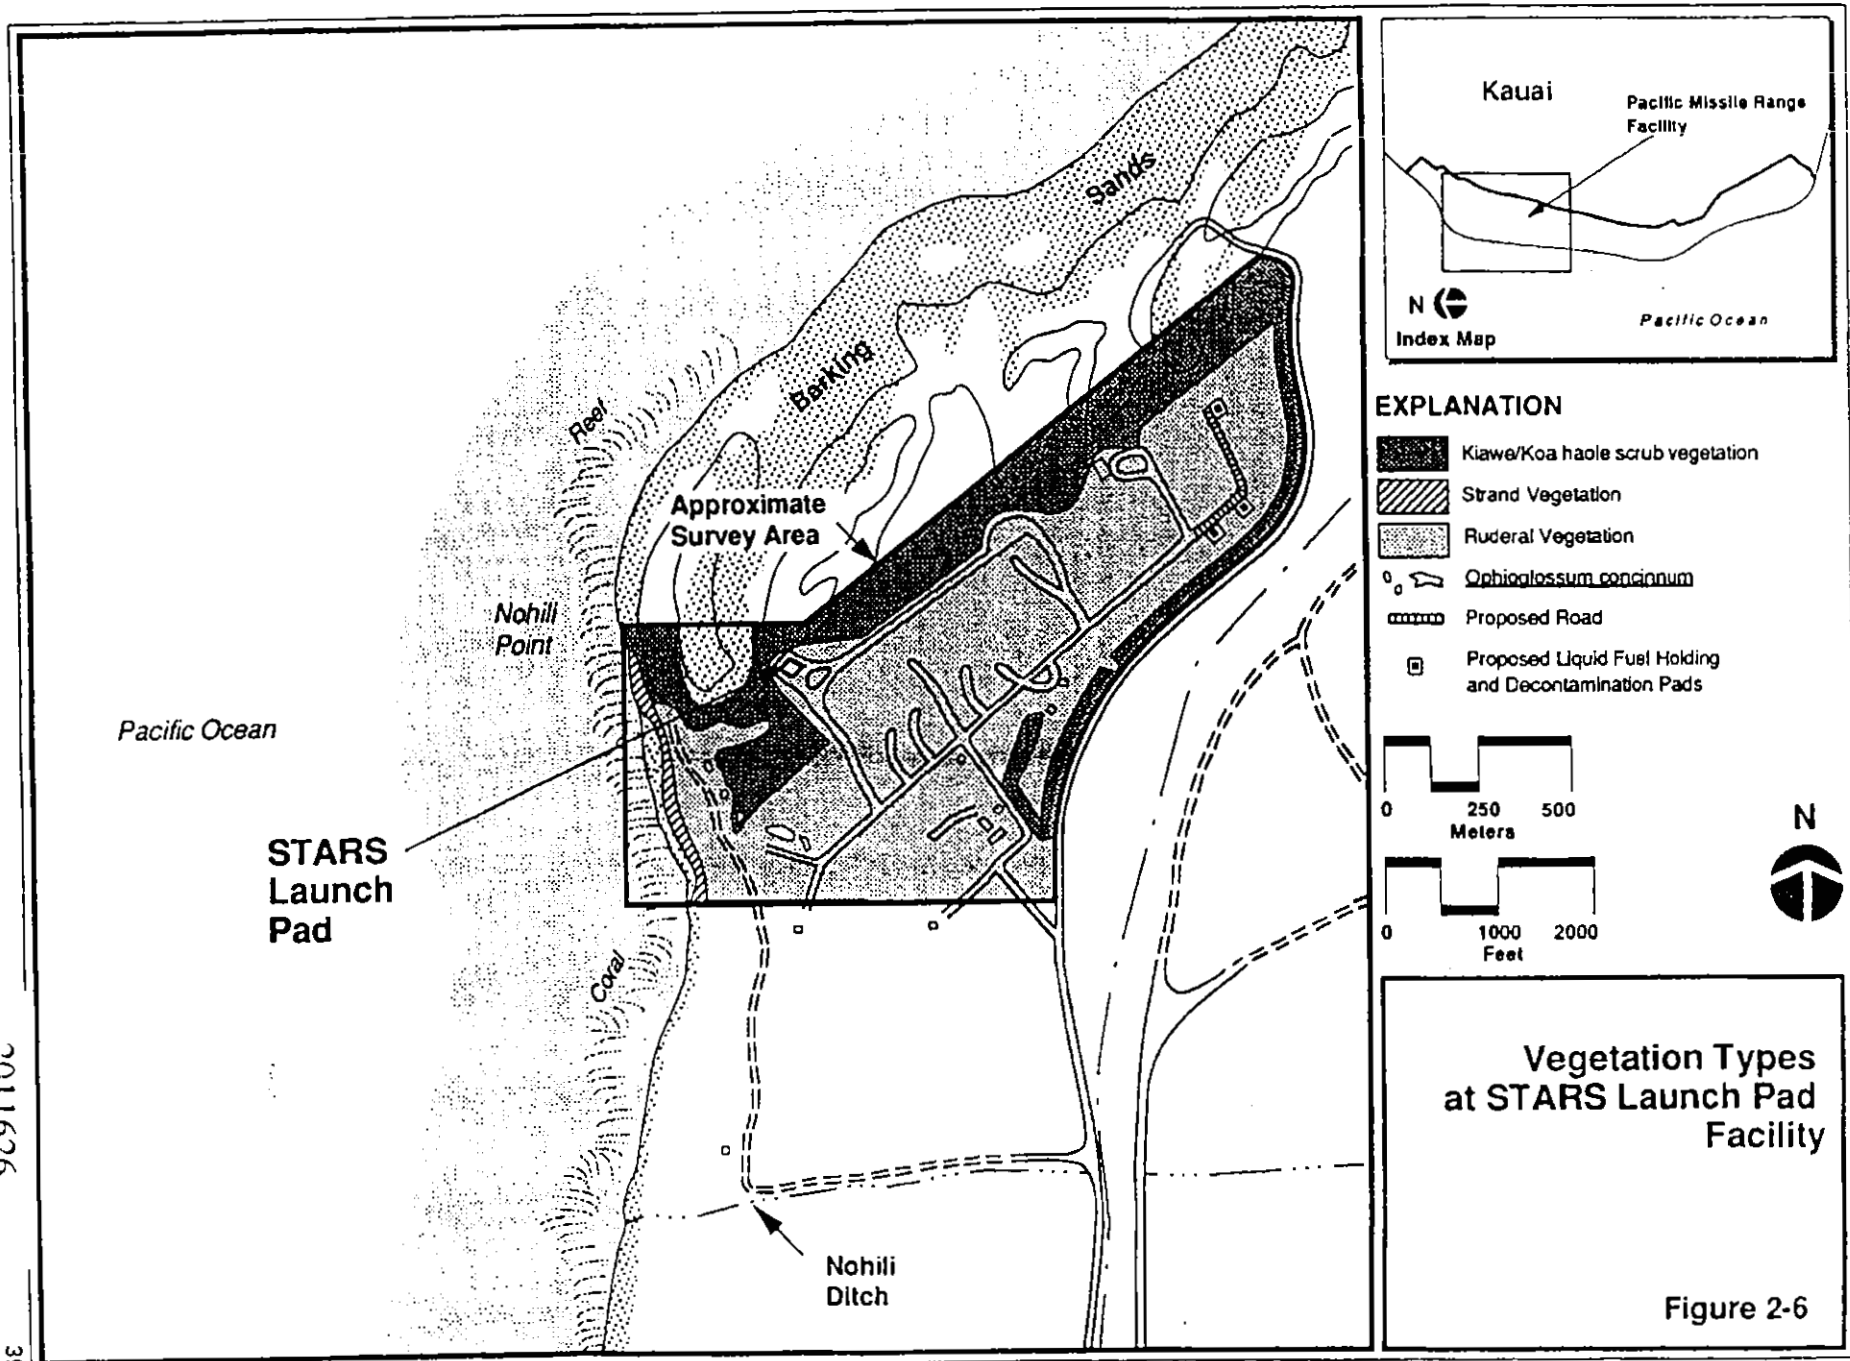 Kauai
Pacific Missile Range
Facility
N
Index Map
Pacific Ocean
Sands
Barking
Reef
Approximate
Survey Area
Nohili
Point
Pacific Ocean
STARS
Launch
Pad
Coral
Nohili
Ditch
EXPLANATION
Kiawe/Koa haole scrub vegetation
Strand Vegetation
Ruderal Vegetation
Ophioglossum concinnum
Proposed Road
Proposed Liquid Fuel Holding
and Decontamination Pads
0 250 500
Meters
0 1000 2000
Feet
N
Vegetation Types
at STARS Launch Pad
Facility
Figure 2-6